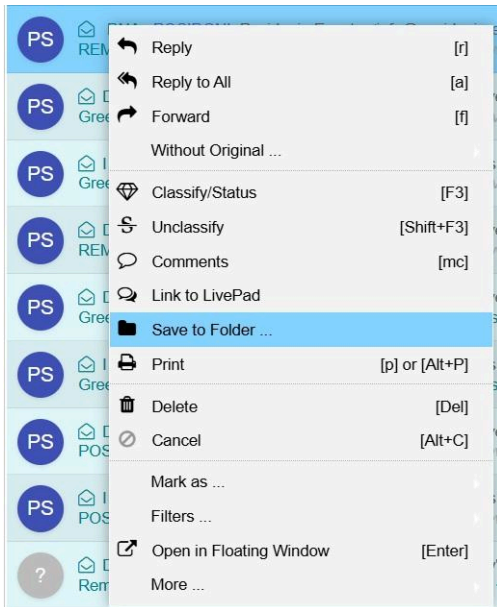 PS
REM
Reply [r]
PS
Reply to All [a]
Gree
Forward [f]
Without Original ...
PS
Gree
Classify/Status [F3]
PS
Unclassify [Shift+F3]
REM
Comments [mc]
PS
Link to LivePad
Gree
Save to Folder ...
PS
Print [p] or [Alt+P]
Gree
Delete [Del]
PS
Cancel [Alt+C]
POS
Mark as ...
PS
POS
Filters ...
Open in Floating Window [Enter]
?
Rem
More ...